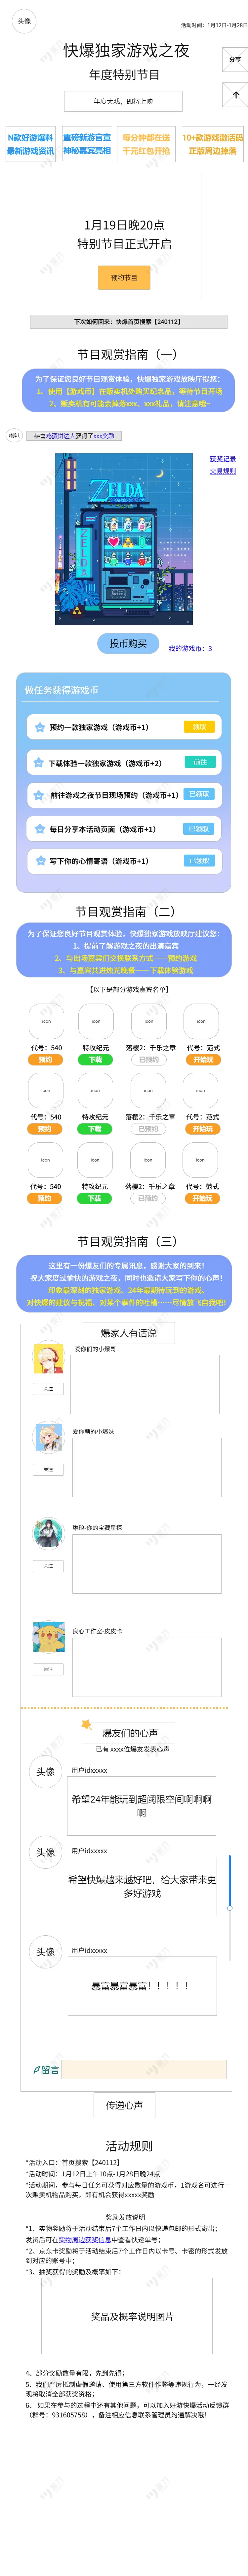 头像
活动时间：1月12日-1月28日
快爆独家游戏之夜
年度特别节目
分享
年度大戏，即将上映
N款好游爆料
最新游戏资讯
重磅新游官宣
神秘嘉宾亮相
每分钟都在送
千元红包开抢
10+款游戏激活码
正版周边掉落
1月19日晚20点
特别节目正式开启
预约节目
下次如何回来：快爆首页搜索【240112】
节目观赏指南（一）
为了保证您良好节目观赏体验，快爆独家游戏放映厅提您：
1、使用【游戏币】在贩卖机处购买纪念品，等待节目开场
2、贩卖机有可能会掉落xxx、xxx礼品，请注意哦~
喇叭
恭喜鸡蛋饼达人获得了xxx奖励
获奖记录
交易规则
ZELDA
投币购买
我的游戏币：3
做任务获得游戏币
预约一款独家游戏（游戏币+1）
领取
下载体验一款独家游戏（游戏币+2）
前往
前往游戏之夜节目现场预约（游戏币+1）
已领取
每日分享本活动页面（游戏币+1）
已领取
写下你的心情寄语（游戏币+1）
已领取
节目观赏指南（二）
为了保证您良好节目观赏体验，快爆独家游戏放映厅建议您：
1、提前了解游戏之夜的出演嘉宾
2、与出场嘉宾们交换联系方式——预约游戏
3、与嘉宾共进烛光晚餐——下载体验游戏
【以下是部分游戏嘉宾名单】
icon
icon
icon
icon
代号：540
特攻纪元
落樱2：千乐之章
代号：范式
预约
下载
已预约
开始玩
icon
icon
icon
icon
代号：540
特攻纪元
落樱2：千乐之章
代号：范式
预约
下载
已预约
开始玩
icon
icon
icon
icon
代号：540
特攻纪元
落樱2：千乐之章
代号：范式
预约
下载
已预约
开始玩
节目观赏指南（三）
这里有一份爆友们的专属讯息，感谢大家的到来！
祝大家度过愉快的游戏之夜，同时也邀请大家写下你的心声！
印象最深刻的独家游戏、24年最期待玩到的游戏、
对快爆的建议与祝福、对某个事件的吐槽……尽情放飞自我吧！
爆家人有话说
爱你们的小爆哥
关注
爱你萌的小爆妹
关注
琳琅-你的宝藏星探
关注
良心工作室-皮皮卡
关注
爆友们的心声
已有 xxxx位爆友发表心声
头像
用户idxxxxx
希望24年能玩到超阈限空间啊啊啊啊
啊
头像
用户idxxxxx
希望快爆越来越好吧，给大家带来更
多好游戏
头像
用户idxxxxx
暴富暴富暴富！！！！！
留言
传递心声
活动规则
*活动入口：首页搜索【240112】
*活动时间：1月12日上午10点-1月28日晚24点
*活动期间，参与每日任务可获得对应数量的游戏币，1游戏名可进行一
次贩卖机物品购买，即有机会获得xxxxx奖励
奖励发放说明
*1、实物奖励将于活动结束后7个工作日内以快递包邮的形式寄出；
发货后可在实物周边获奖信息中查看快递单号；
*2、京东卡奖励将于活动结束后7个工作日内以卡号、卡密的形式发放
到对应的账号中；
*3、抽奖获得的奖励及概率如下：
奖品及概率说明图片
4、部分奖励数量有限，先到先得；
5、我们严厉抵制虚假邀请、使用第三方软件作弊等违规行为，一经发
现将取消全部获奖资格；
6、 如果在参与的过程中还有其他问题，可以加入好游快爆活动反馈群
（群号：931605758），备注相应信息联系管理员沟通解决哦！